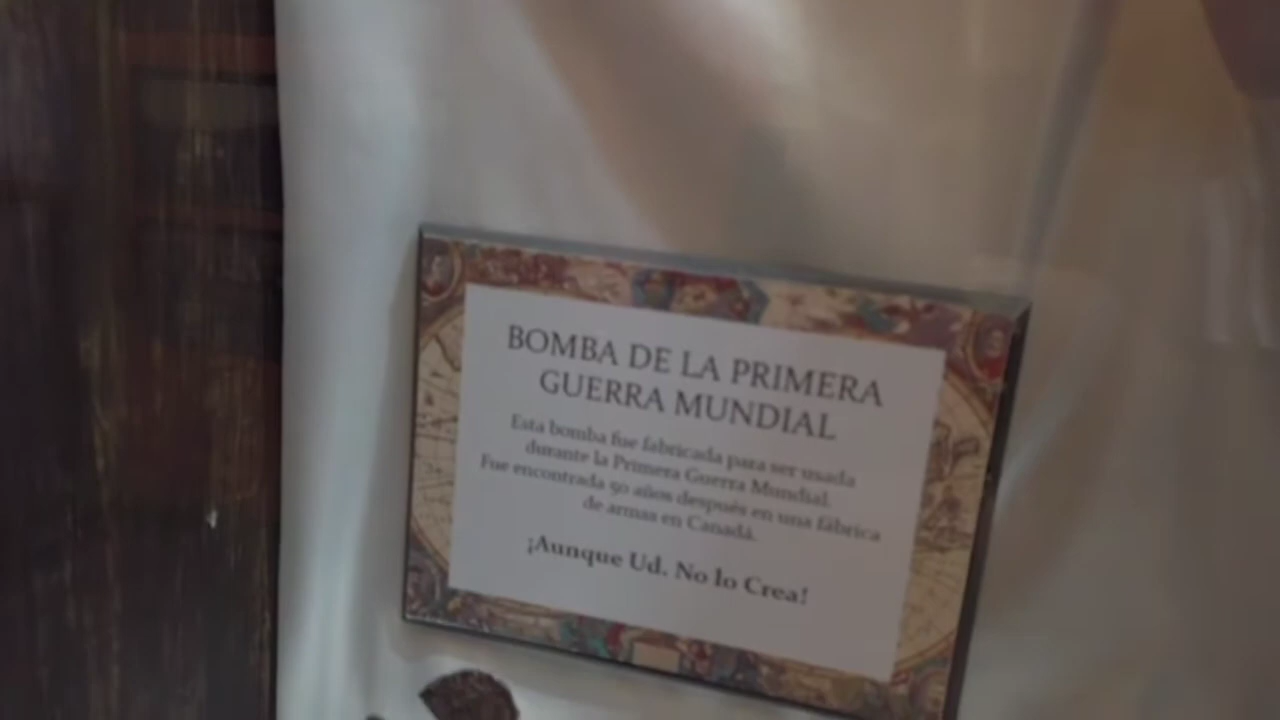 BOMBA DE LA PRIMERA
GUERRA MUNDIAL
Esta bomba fue fabricada para ser usada
durante la Primera Guerra Mundial.
Fue encontrada 90 años después en una fábrica
de armas en Canadá.
¡Aunque Ud. No lo Crea!